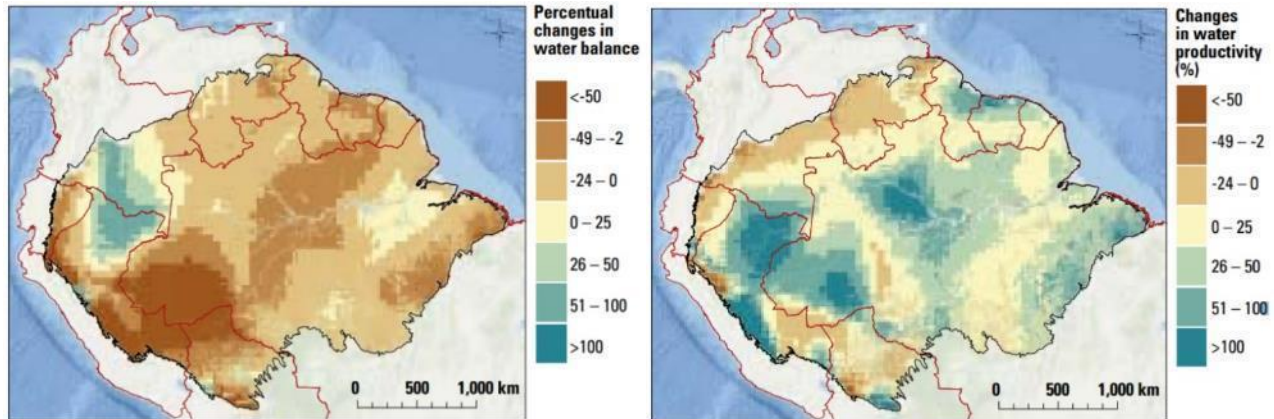 Percentual
changes in
water balance
<-50
-49 – -2
-24 – 0
0 – 25
26 – 50
51 – 100
>100
0 500 1,000 km
Changes
in water
productivity
(%)
<-50
-49 – -2
-24 – 0
0 – 25
26 – 50
51 – 100
>100
0 500 1,000 km